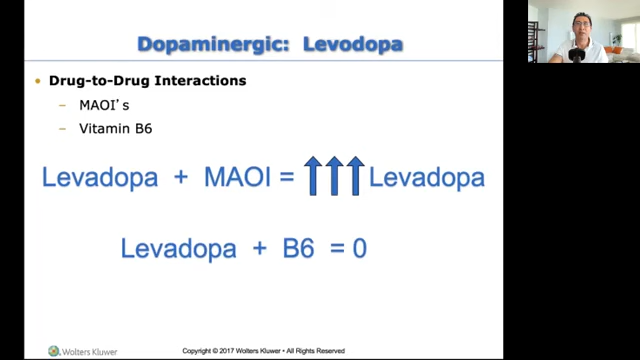 Dopaminergic: Levodopa
• Drug-to-Drug Interactions
– MAOI's
– Vitamin B6
Levadopa + MAOI = ↑↑↑ Levadopa
Levadopa + B6 = 0
Wolters Kluwer
Copyright © 2017 Wolters Kluwer • All Rights Reserved